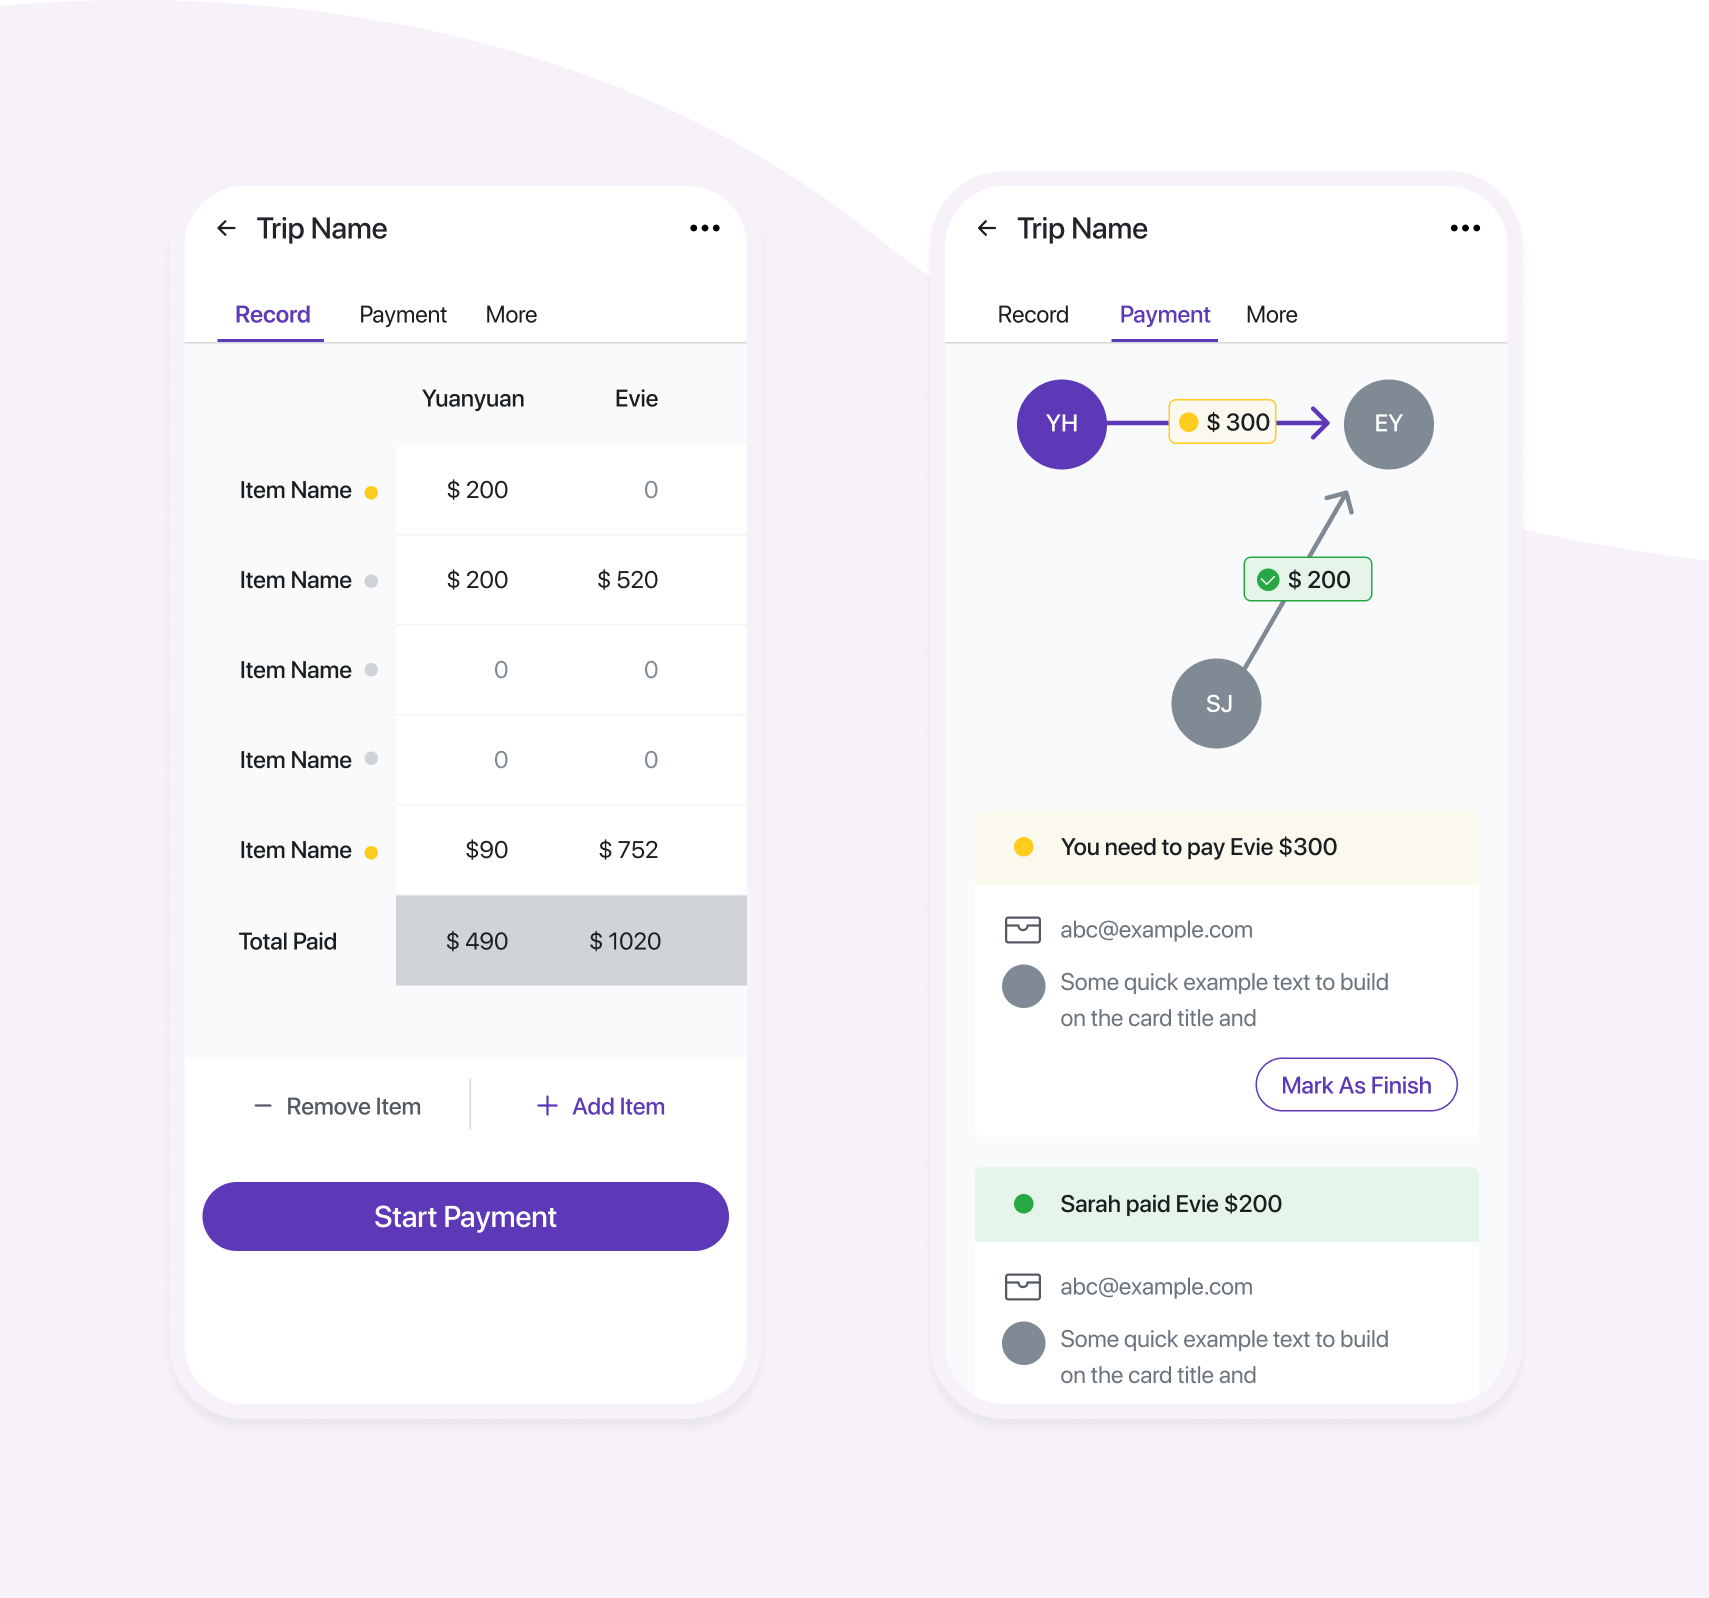 Trip Name
Record Payment More
Yuanyuan Evie
Item Name $ 200 0
Item Name $ 200 $ 520
Item Name 0 0
Item Name 0 0
Item Name $90 $ 752
Total Paid $ 490 $ 1020
Remove Item Add Item
Start Payment
Trip Name
Record Payment More
YH $ 300 EY
$ 200
SJ
You need to pay Evie $300
abc@example.com
Some quick example text to build
on the card title and
Mark As Finish
Sarah paid Evie $200
abc@example.com
Some quick example text to build
on the card title and